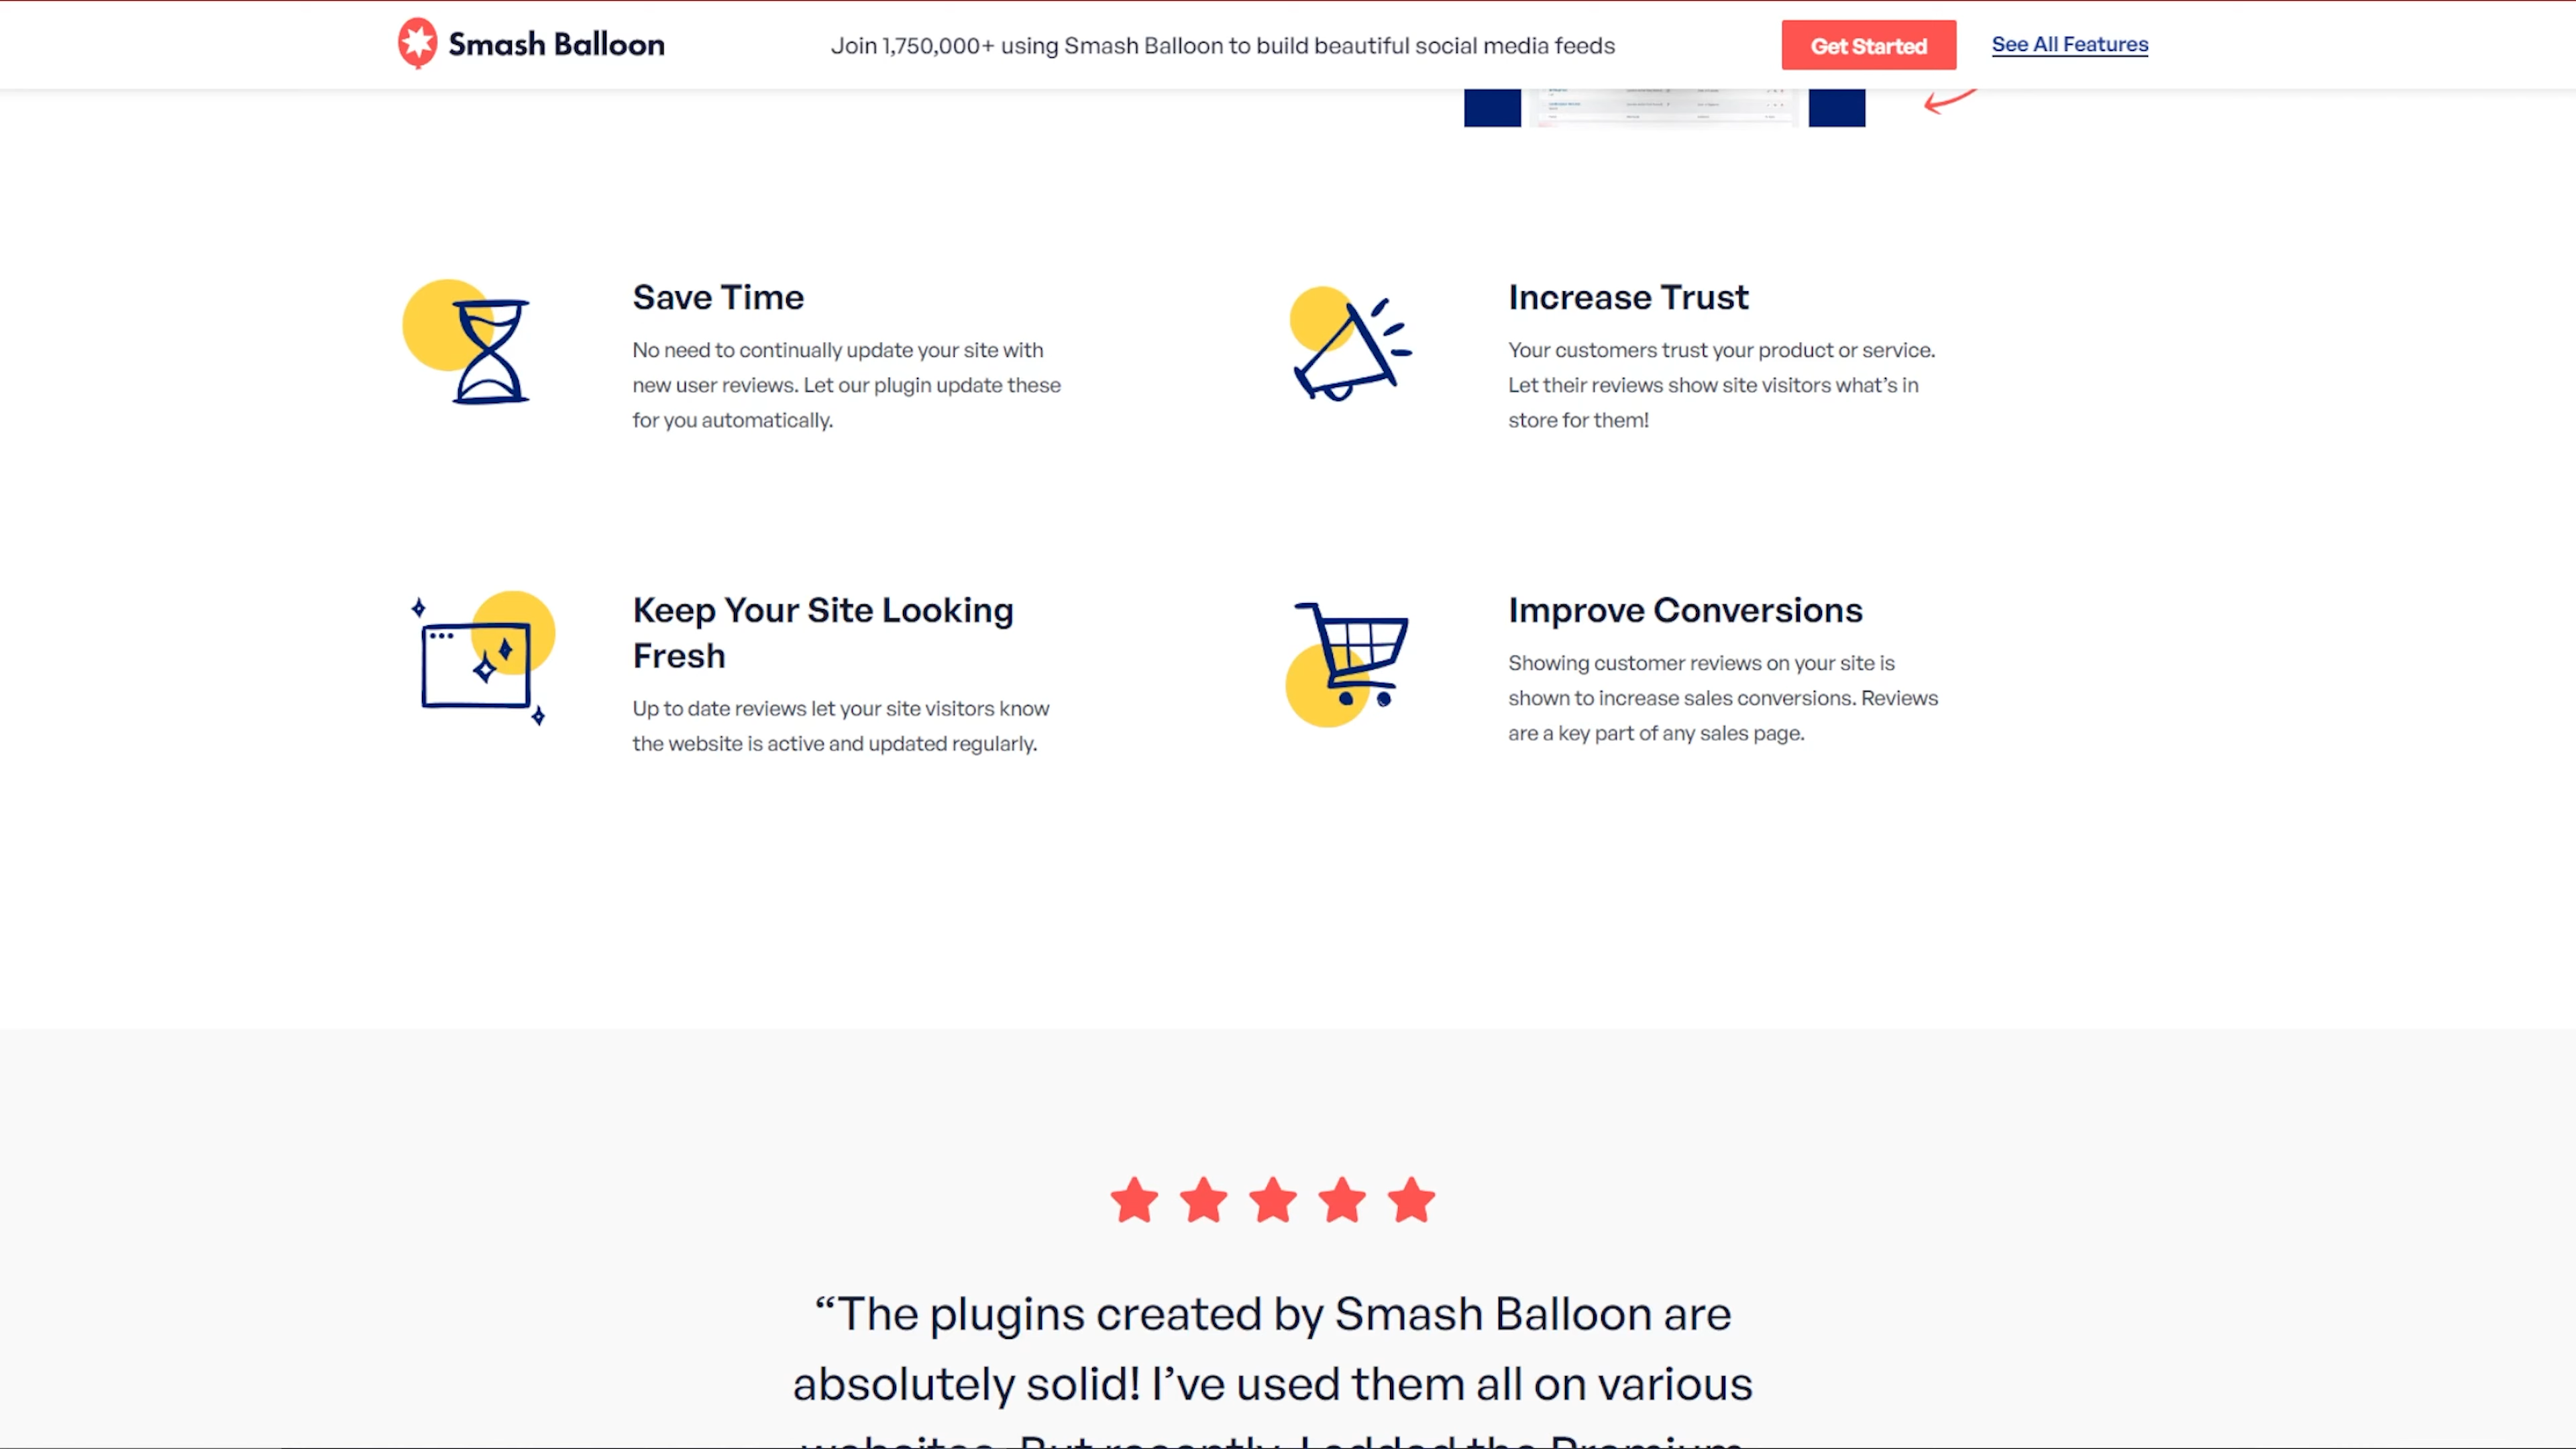 Smash Balloon
Join 1,750,000+ using Smash Balloon to build beautiful social media feeds
Get Started
See All Features
Save Time
No need to continually update your site with
new user reviews. Let our plugin update these
for you automatically.
Increase Trust
Your customers trust your product or service.
Let their reviews show site visitors what's in
store for them!
Keep Your Site Looking
Fresh
Up to date reviews let your site visitors know
the website is active and updated regularly.
Improve Conversions
Showing customer reviews on your site is
shown to increase sales conversions. Reviews
are a key part of any sales page.
“The plugins created by Smash Balloon are
absolutely solid! I’ve used them all on various
websites. But recently, I added the Premium